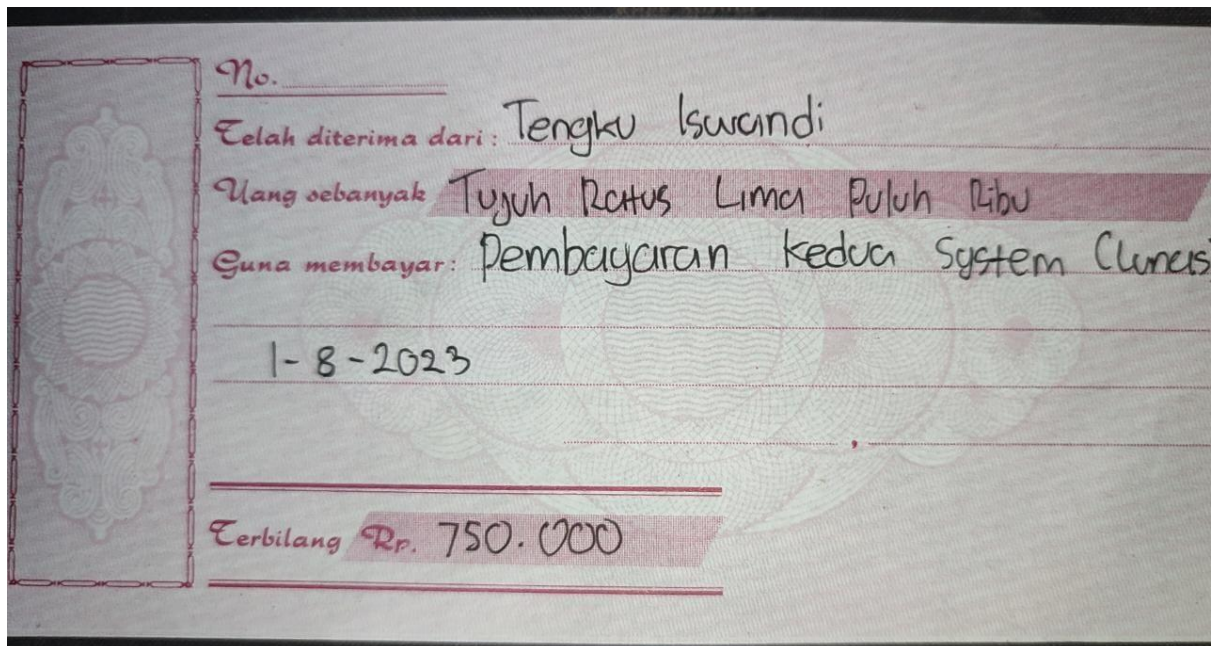 No.
Telah diterima dari: Tengku Iswandi
Uang sebanyak Tujuh Ratus Lima Puluh Ribu
Guna membayar: Pembayaran Kedua System (Lunas
1-8-2023
Terbilang Rp. 750.000